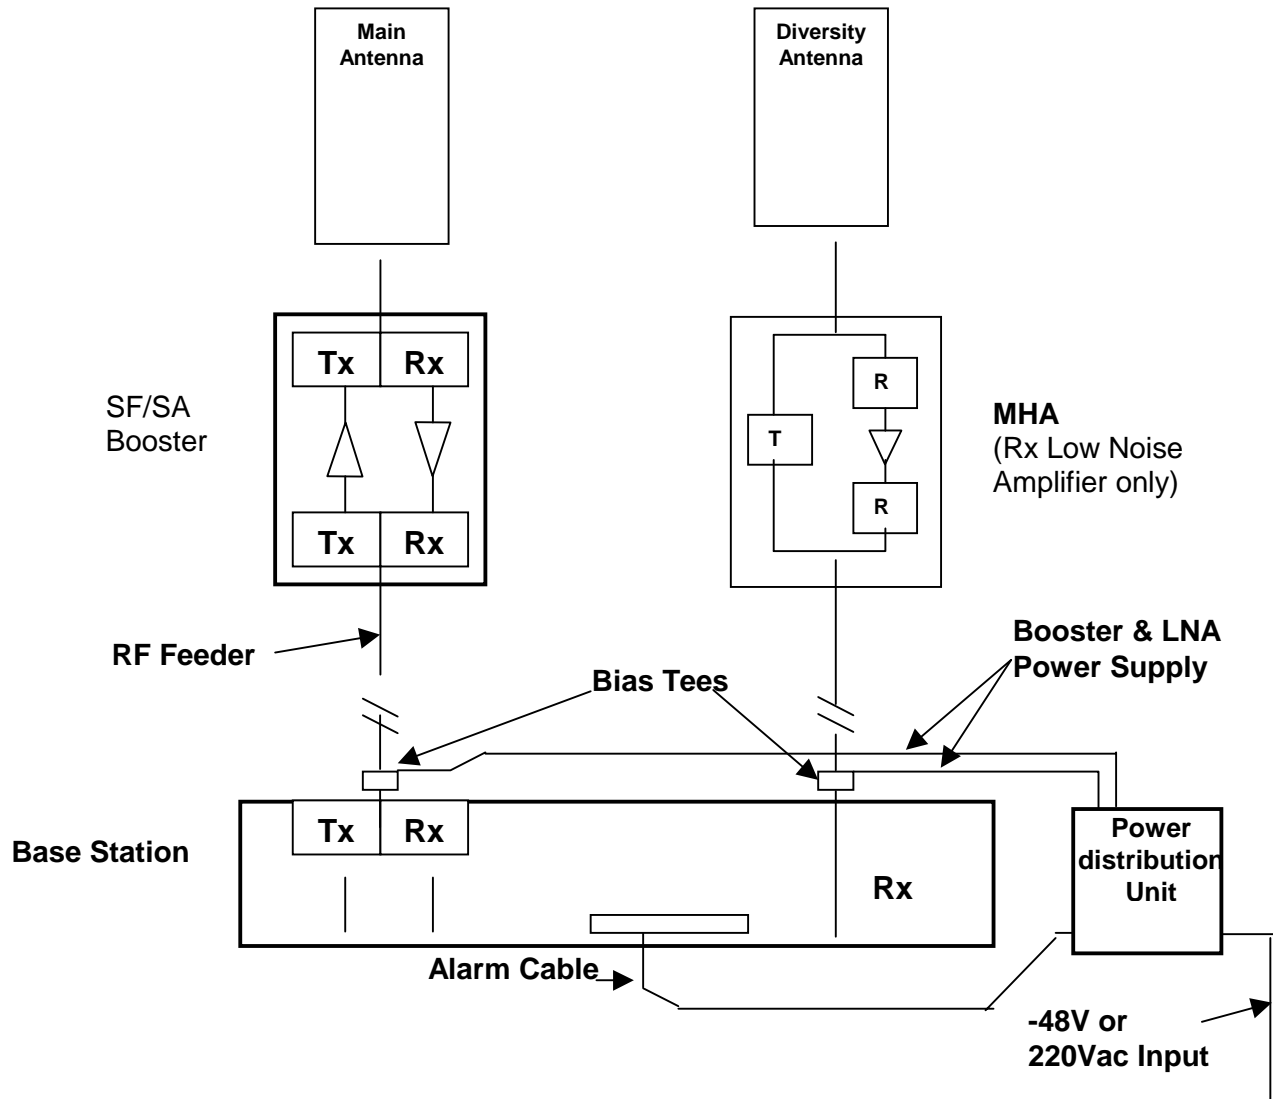 Main
Antenna
Diversity
Antenna
Tx
Rx
R
SF/SA
Booster
T
MHA
(Rx Low Noise
Amplifier only)
R
Tx
Rx
RF Feeder
Bias Tees
Booster & LNA
Power Supply
Base Station
Tx
Rx
Rx
Power
distribution
Unit
Alarm Cable
-48V or
220Vac Input